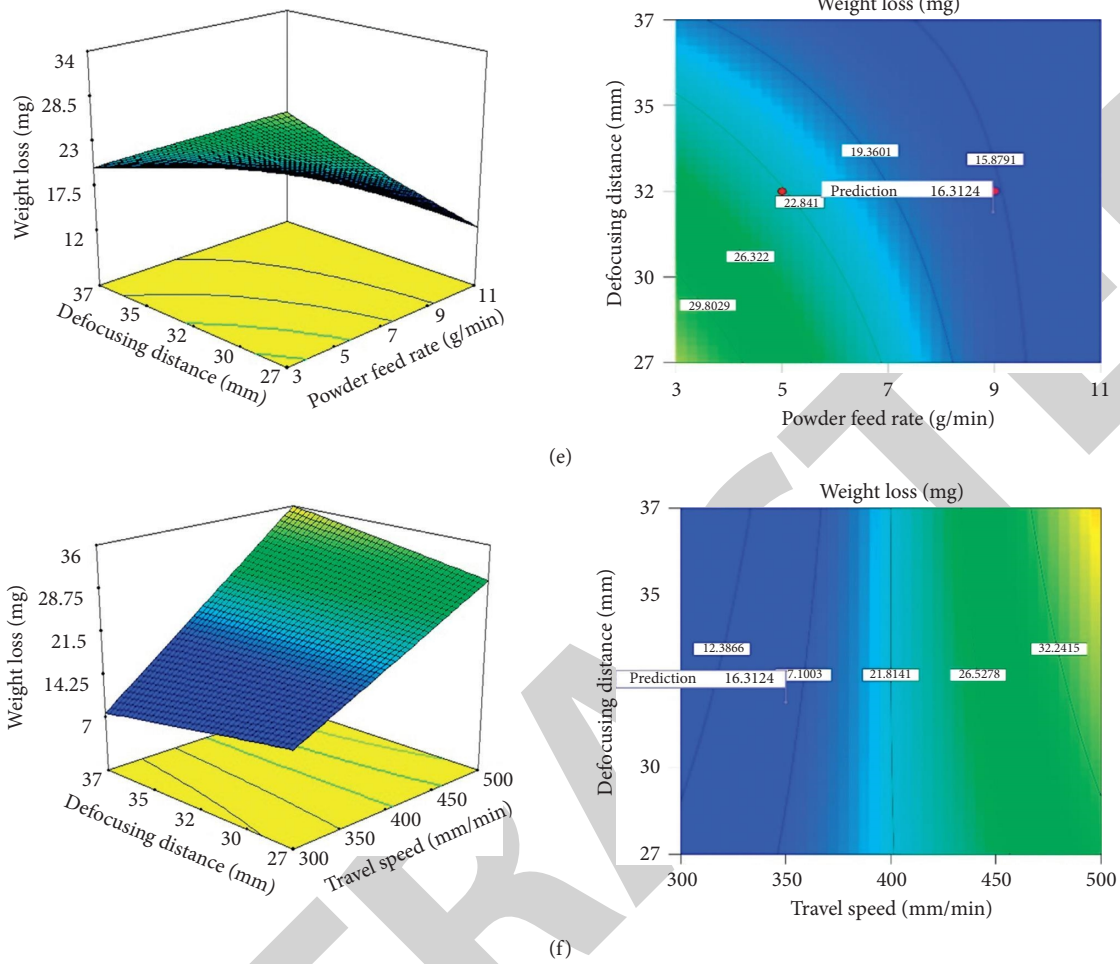 Weight loss (mg)
34
28.5
23
17.5
12
Weight loss (mg)
37
35
32
30
27
Defocusing distance (mm)
3
5
7
9
11
Powder feed rate (g/min)
37
35
32
30
27
Defocusing distance (mm)
19.3601
15.8791
Prediction 16.3124
22.841
26.322
29.8029
3 5 7 9 11
Powder feed rate (g/min)
(e)
36
28.75
21.5
14.25
7
Weight loss (mg)
37
35
32
30
27
Defocusing distance (mm)
300
350
400
450
500
Travel speed (mm/min)
Weight loss (mg)
37
35
30
27
Defocusing distance (mm)
12.3866
32.2415
Prediction 16.3124
7.1003
21.8141
26.5278
300 350 400 450 500
Travel speed (mm/min)
(f)